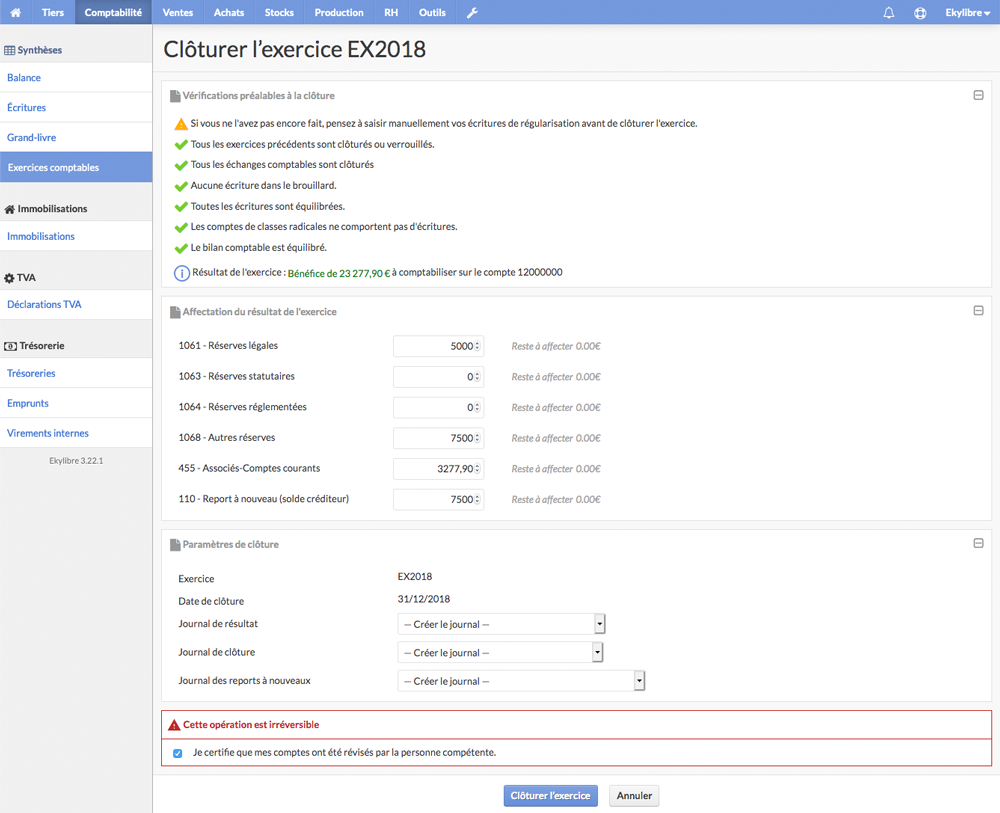 Tiers Comptabilité Ventes Achats Stocks Production RH Outils Ekylibre
Clôturer l'exercice EX2018
Synthèses
Balance
Écritures
Grand-livre
Exercices comptables
Immobilisations
Immobilisations
TVA
Déclarations TVA
Trésorerie
Trésoreries
Emprunts
Virements internes
Ekylibre 3.22.1
Vérifications préalables à la clôture
Si vous ne l'avez pas encore fait, pensez à saisir manuellement vos écritures de régularisation avant de clôturer l'exercice.
Tous les exercices précédents sont clôturés ou verrouillés.
Tous les échanges comptables sont clôturés
Aucune écriture dans le brouillard.
Toutes les écritures sont équilibrées.
Les comptes de classes radicales ne comportent pas d'écritures.
Le bilan comptable est équilibré.
Résultat de l'exercice : Bénéfice de 23 277,90 € à comptabiliser sur le compte 12000000
Affectation du résultat de l'exercice
1061 - Réserves légales 5000 Reste à affecter 0.00€
1063 - Réserves statutaires 0 Reste à affecter 0.00€
1064 - Réserves réglementées 0 Reste à affecter 0.00€
1068 - Autres réserves 7500 Reste à affecter 0.00€
455 - Associés-Comptes courants 3277,90 Reste à affecter 0.00€
110 - Report à nouveau (solde créditeur) 7500 Reste à affecter 0.00€
Paramètres de clôture
Exercice EX2018
Date de clôture 31/12/2018
Journal de résultat -- Créer le journal --
Journal de clôture -- Créer le journal --
Journal des reports à nouveaux -- Créer le journal --
Cette opération est irréversible
Je certifie que mes comptes ont été révisés par la personne compétente.
Clôturer l'exercice Annuler